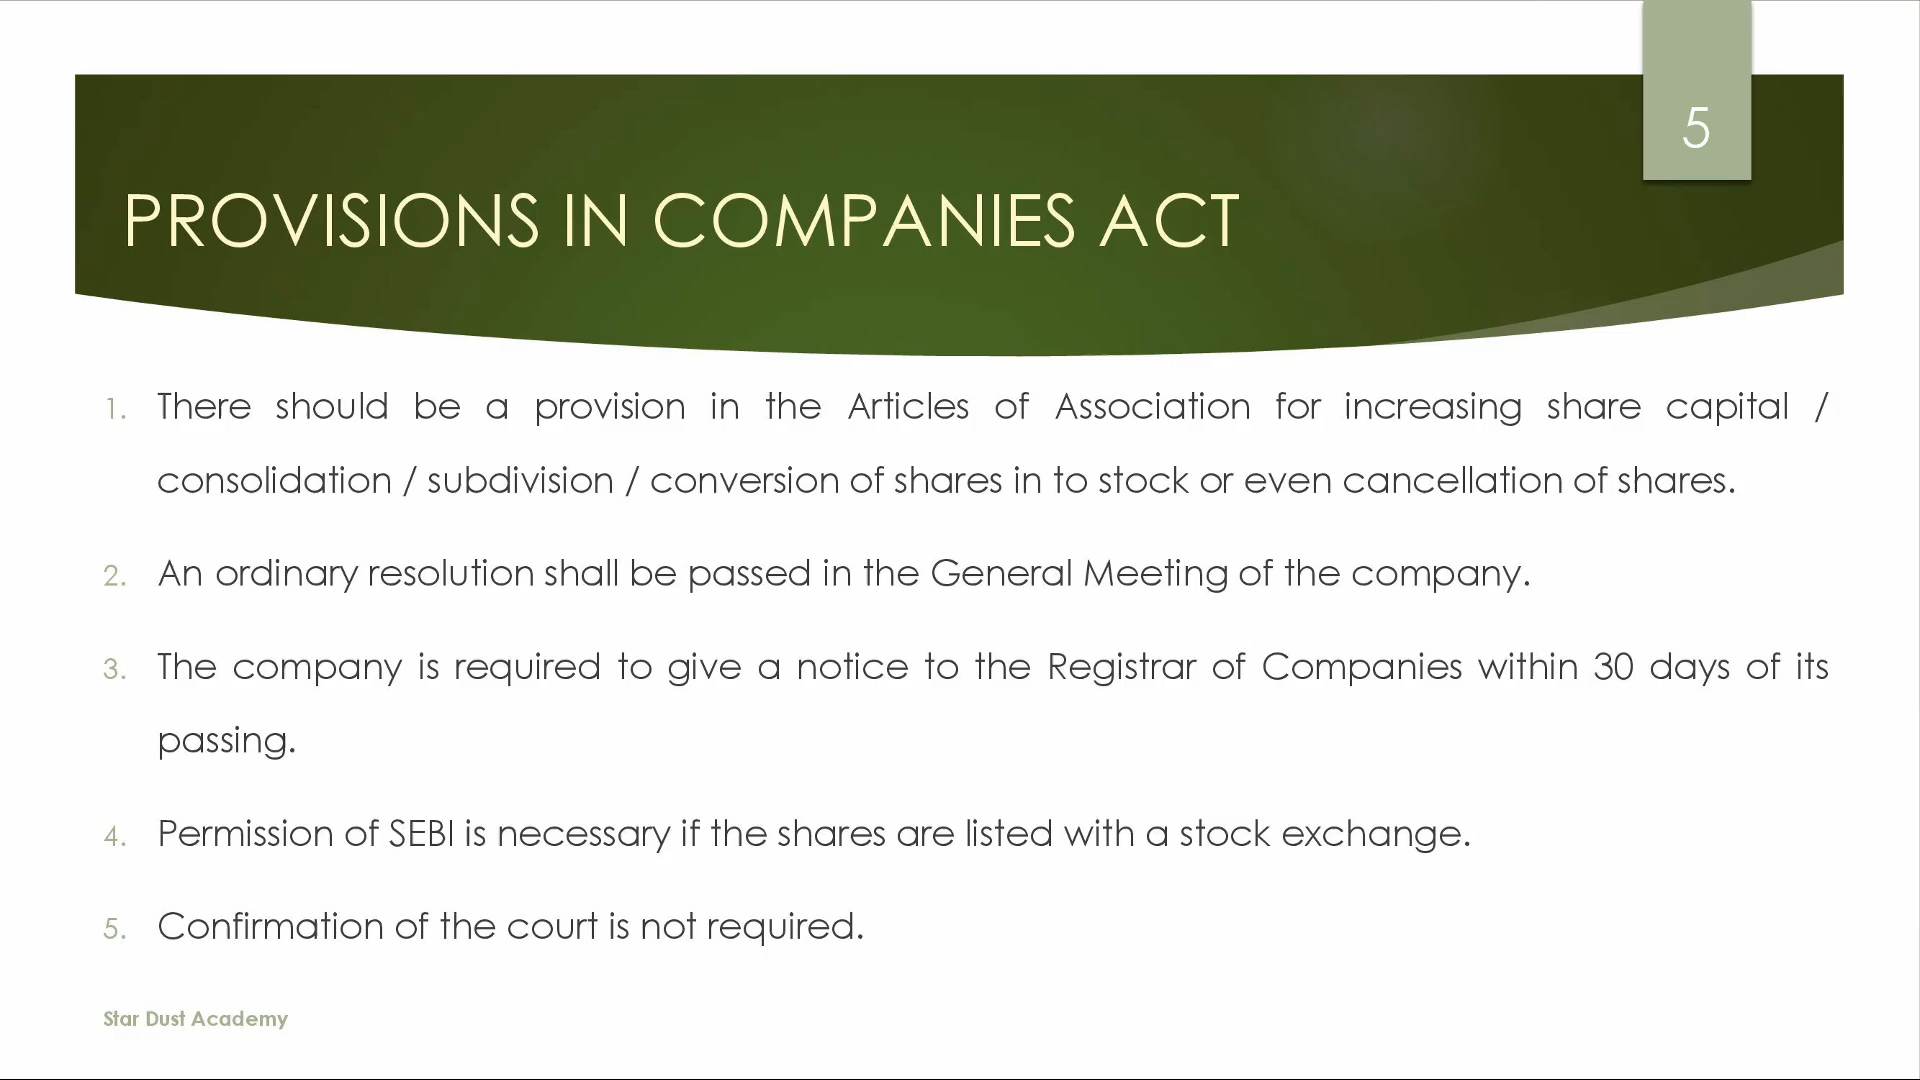 5
PROVISIONS IN COMPANIES ACT
1. There should be a provision in the Articles of Association for increasing share capital /
consolidation / subdivision / conversion of shares in to stock or even cancellation of shares.
2. An ordinary resolution shall be passed in the General Meeting of the company.
3. The company is required to give a notice to the Registrar of Companies within 30 days of its
passing.
4. Permission of SEBI is necessary if the shares are listed with a stock exchange.
5. Confirmation of the court is not required.
Star Dust Academy